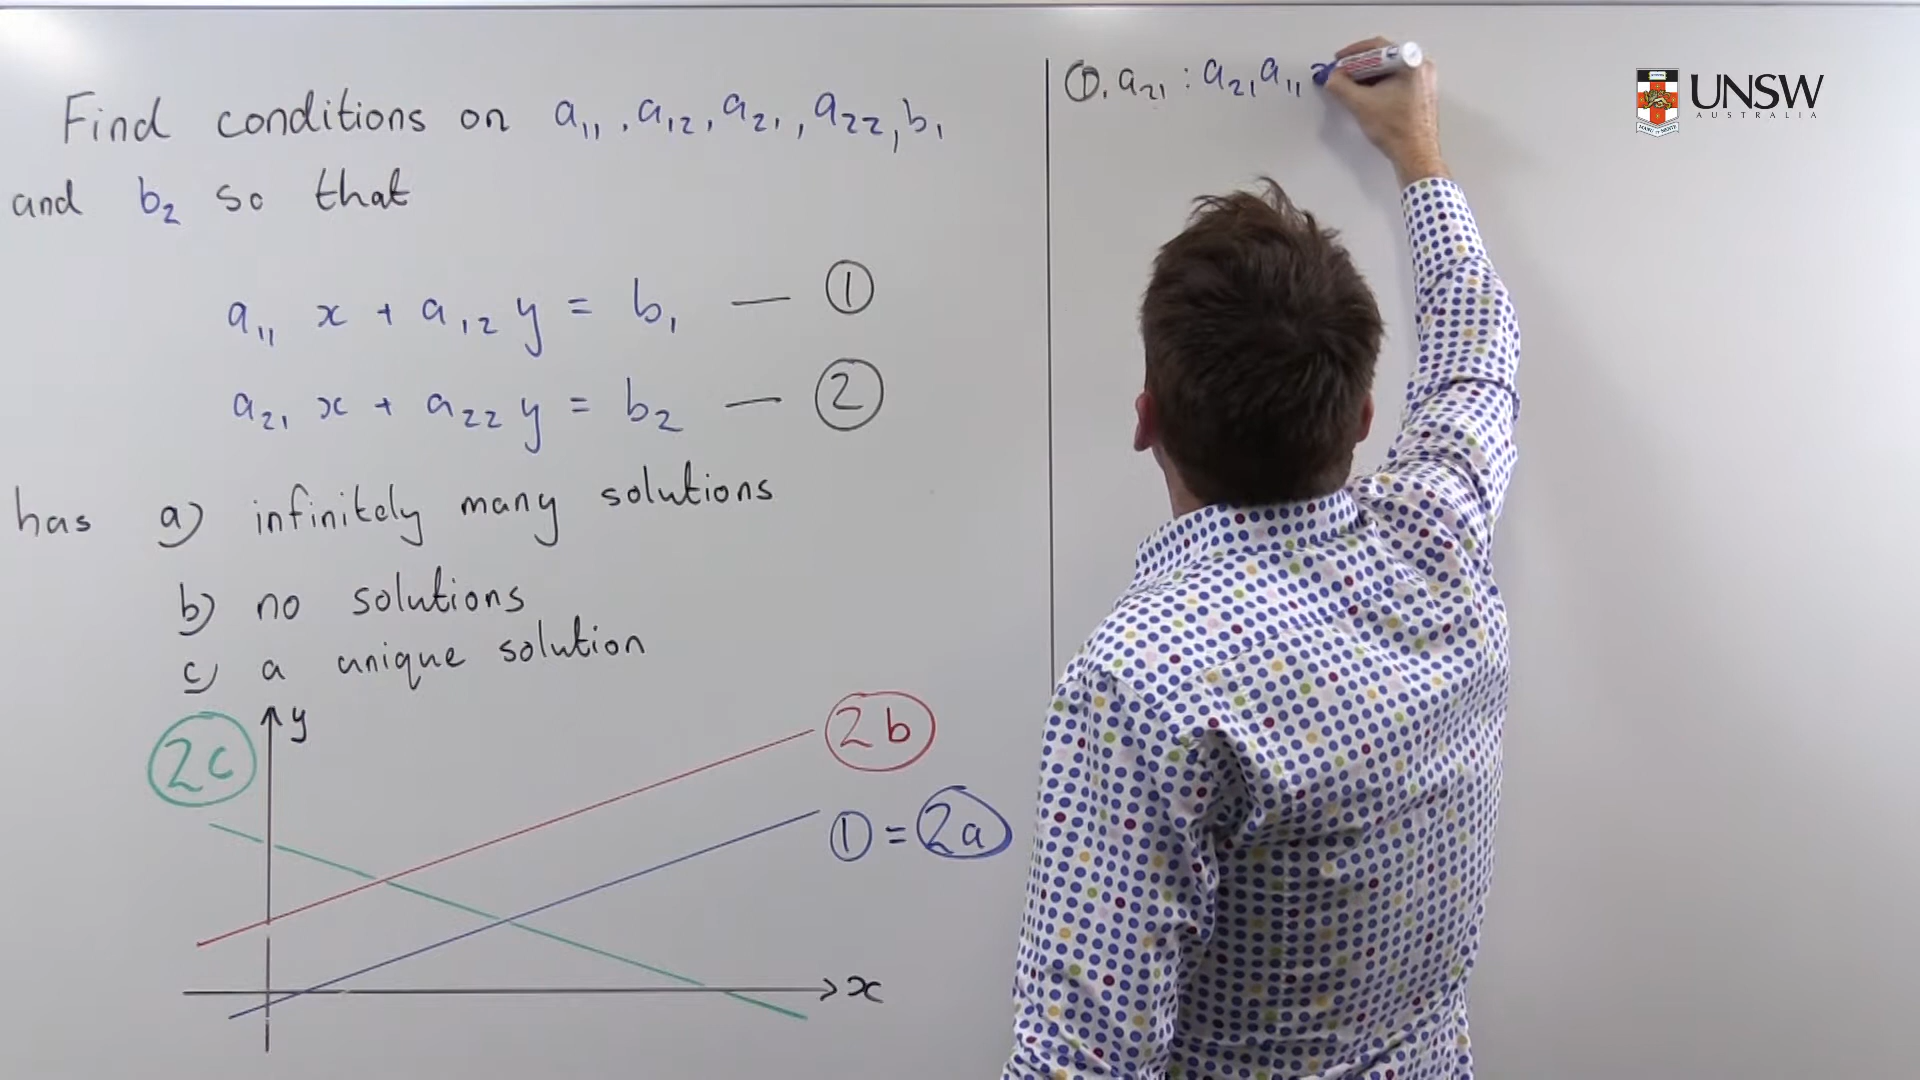 Find conditions on a₁₁, a₁₂, a₂₁, a₂₂, b₁
and b₂ so that
a₁₁ x + a₁₂ y = b₁ — ①
a₂₁ x + a₂₂ y = b₂ — ②
has a) infinitely many solutions
b) no solutions
c) a unique solution
y
2c
2b
① = 2a
x
①.a₂₁ : a₂₁a₁₁
UNSW
AUSTRALIA